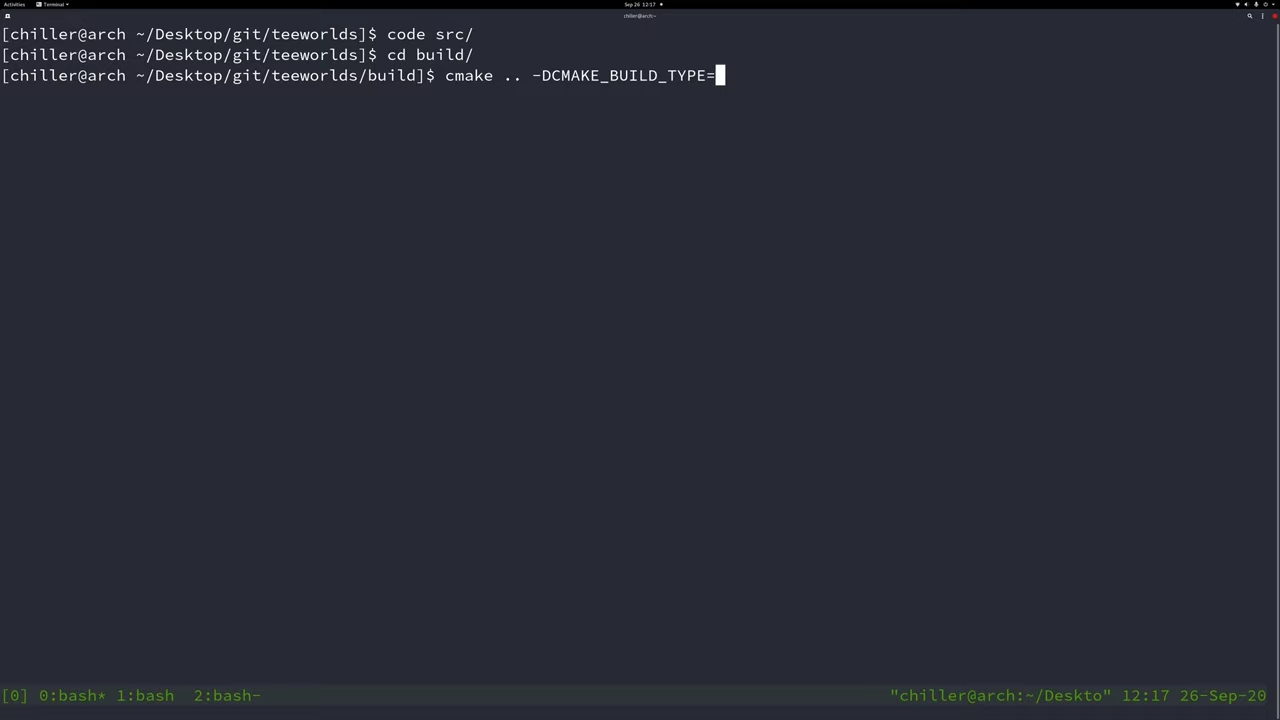 Activities Terminal Sep 26 12:17
chiller@arch:~
[chiller@arch ~/Desktop/git/teeworlds]$ code src/
[chiller@arch ~/Desktop/git/teeworlds]$ cd build/
[chiller@arch ~/Desktop/git/teeworlds/build]$ cmake .. -DCMAKE_BUILD_TYPE=
[0] 0:bash* 1:bash  2:bash- "chiller@arch:~/Deskto" 12:17 26-Sep-20